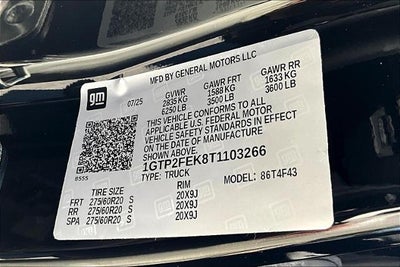 gm
MFD BY GENERAL MOTORS LLC
07/25
GVWR GAWR FRT GAWR RR
2835 KG 1588 KG 1633 KG
6250 LB 3500 LB 3600 LB
THIS VEHICLE CONFORMS TO ALL
APPLICABLE U.S. FEDERAL MOTOR
VEHICLE SAFETY STANDARDS IN EFFECT
ON THE DATE OF MANUFACTURE
SHOWN ABOVE.
1GTP2FEK8T1103266
TYPE: TRUCK MODEL: 86T4F43
TIRE SIZE RIM
FRT 275/60R20 S 20X9J
RR 275/60R20 S 20X9J
SPA 275/60R20 S 20X9J